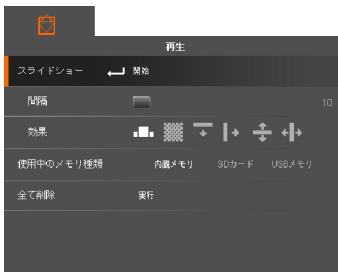 再生
スライドショー 開始
間隔 10
効果
使用中のメモリ種類 内蔵メモリ SDカード USBメモリ
全て削除 実行